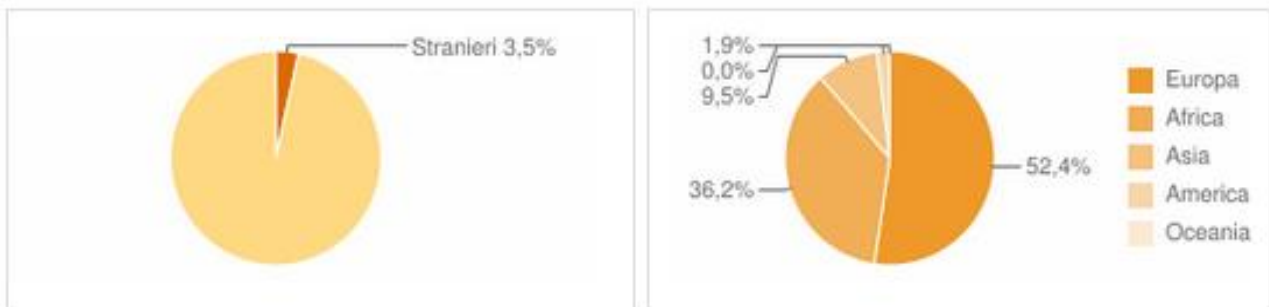 Stranieri 3,5%
1,9%
0,0%
9,5%
36,2%
52,4%
Europa
Africa
Asia
America
Oceania